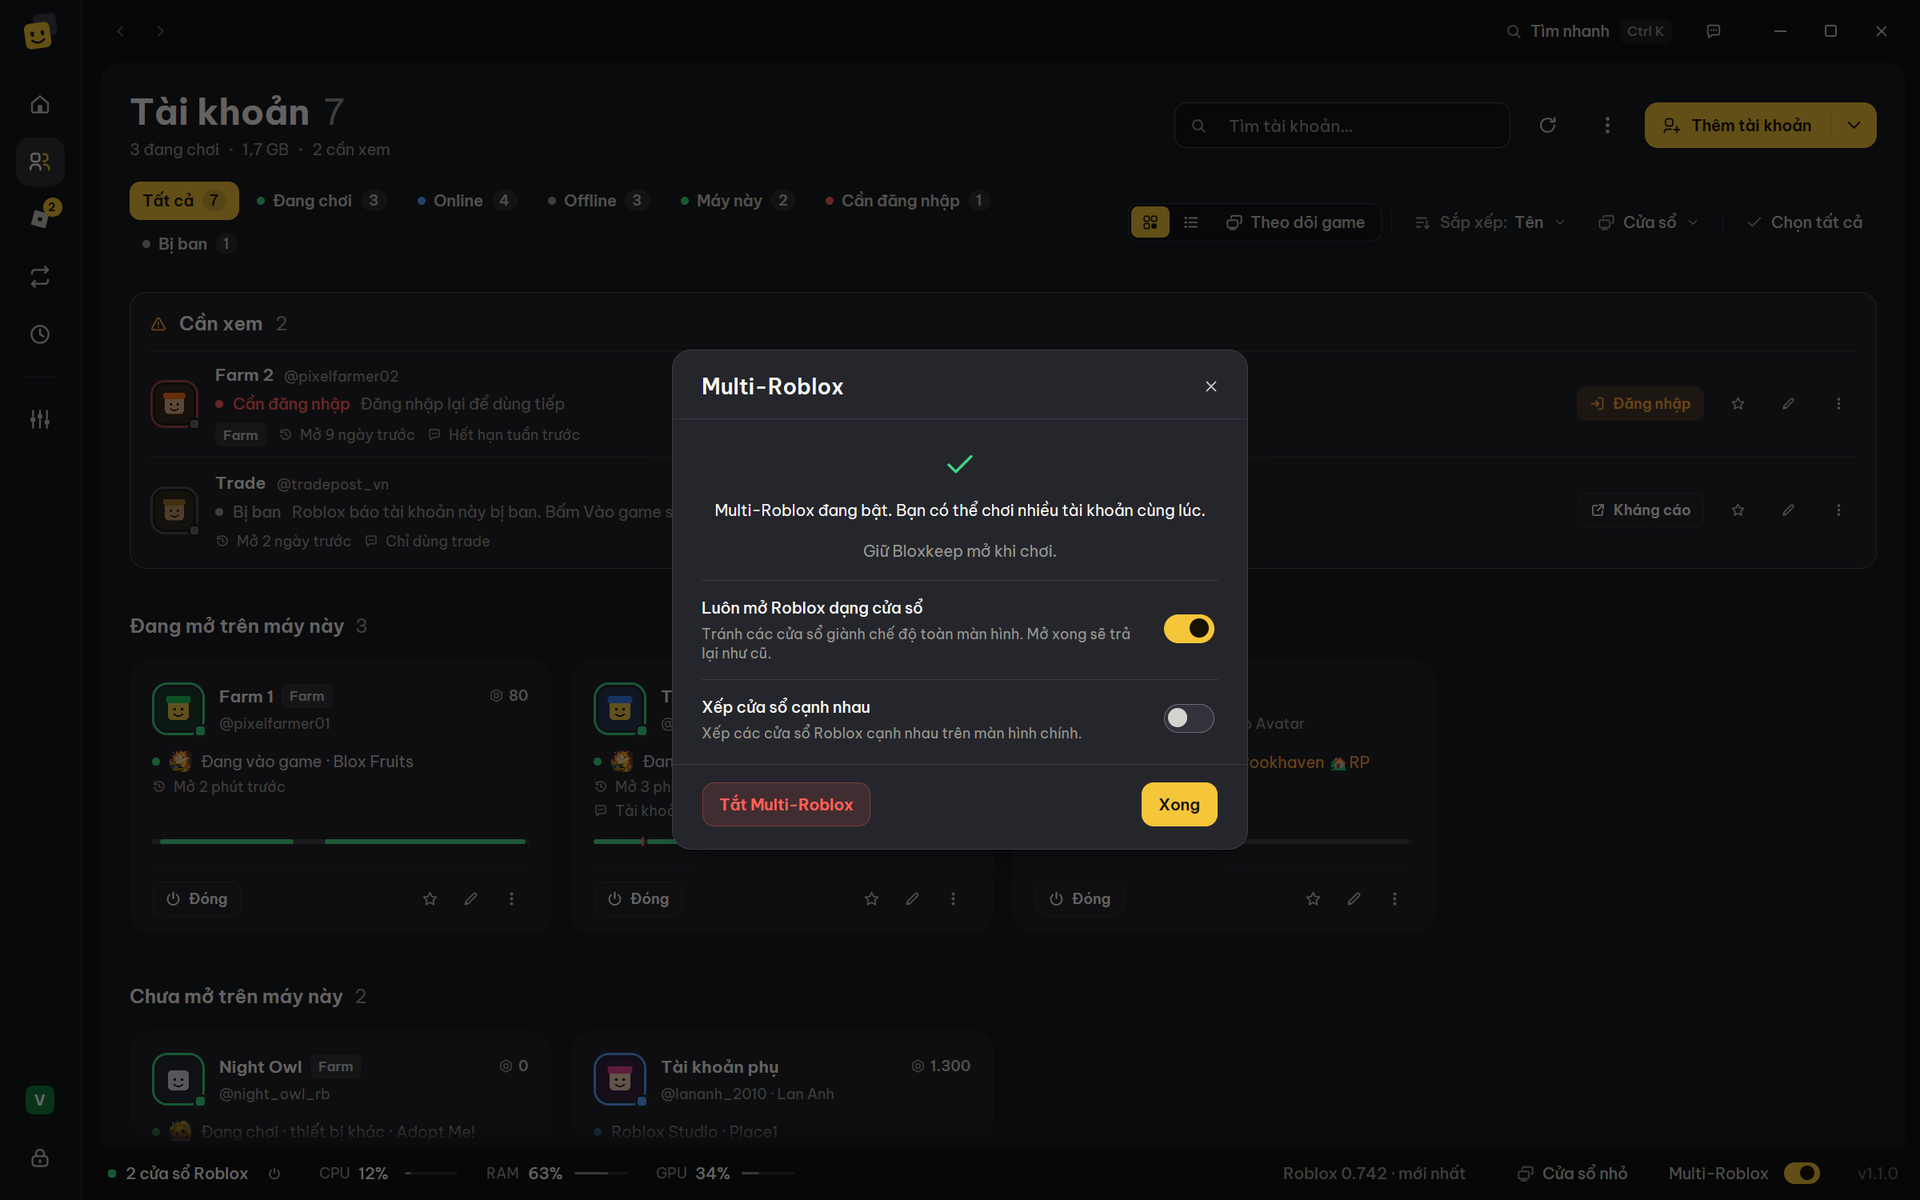 Tìm nhanh Ctrl K
Tài khoản 7
3 đang chơi · 1,7 GB · 2 cần xem
Tìm tài khoản...
Thêm tài khoản
2
Tất cả 7
Đang chơi 3
Online 4
Offline 3
Máy này 2
Cần đăng nhập 1
Bị ban 1
Theo dõi game
Sắp xếp: Tên
Cửa sổ
Chọn tất cả
Cần xem 2
Farm 2 @pixelfarmer02
Cần đăng nhập Đăng nhập lại để dùng tiếp
Farm Mở 9 ngày trước Hết hạn tuần trước
Đăng nhập
Trade @tradepost_vn
Bị ban Roblox báo tài khoản này bị ban. Bấm Vào game
Mở 2 ngày trước Chỉ dùng trade
Kháng cáo
Multi-Roblox
Multi-Roblox đang bật. Bạn có thể chơi nhiều tài khoản cùng lúc.
Giữ Bloxkeep mở khi chơi.
Luôn mở Roblox dạng cửa sổ
Tránh các cửa sổ giành chế độ toàn màn hình. Mở xong sẽ trả
lại như cũ.
Xếp cửa sổ cạnh nhau
Xếp các cửa sổ Roblox cạnh nhau trên màn hình chính.
Tắt Multi-Roblox
Xong
Đang mở trên máy này 3
Farm 1 Farm 80
@pixelfarmer01
Đang vào game · Blox Fruits
Mở 2 phút trước
Đóng
Mở 3
Đóng
Avatar
RP
Đóng
Chưa mở trên máy này 2
Night Owl Farm 0
@night_owl_rb
Đang chơi · thiết bị khác · Adopt Me!
Tài khoản phụ 1.300
@lananh_2010 · Lan Anh
Roblox Studio · Place1
V
2 cửa sổ Roblox
CPU 12%
RAM 63%
GPU 34%
Roblox 0.742 · mới nhất
Cửa sổ nhỏ
Multi-Roblox
v1.1.0